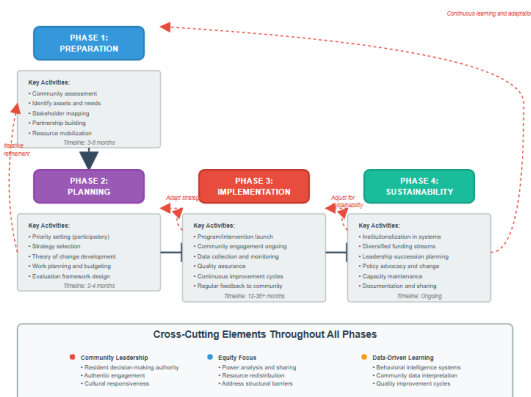 Continuous learning and adaptatio
PHASE 1:
PREPARATION
Key Activities:
• Community assessment
• Identify assets and needs
• Stakeholder mapping
• Partnership building
• Resource mobilization
Timeline: 3-6 months
Iterative
refinement
PHASE 2:
PLANNING
Key Activities:
• Priority setting (participatory)
• Strategy selection
• Theory of change development
• Work planning and budgeting
• Evaluation framework design
Timeline: 2-4 months
Adapt strateg
PHASE 3:
IMPLEMENTATION
Key Activities:
• Program/intervention launch
• Community engagement ongoing
• Data collection and monitoring
• Quality assurance
• Continuous improvement cycles
• Regular feedback to community
Timeline: 12-36+ months
Adjust for
sustainability
PHASE 4:
SUSTAINABILITY
Key Activities:
• Institutionalization in systems
• Diversified funding streams
• Leadership succession planning
• Policy advocacy and change
• Capacity maintenance
• Documentation and sharing
Timeline: Ongoing
Cross-Cutting Elements Throughout All Phases
Community Leadership
• Resident decision-making authority
• Authentic engagement
• Cultural responsiveness
Equity Focus
• Power analysis and sharing
• Resource redistribution
• Address structural barriers
Data-Driven Learning
• Behavioral intelligence systems
• Community data interpretation
• Quality improvement cycles